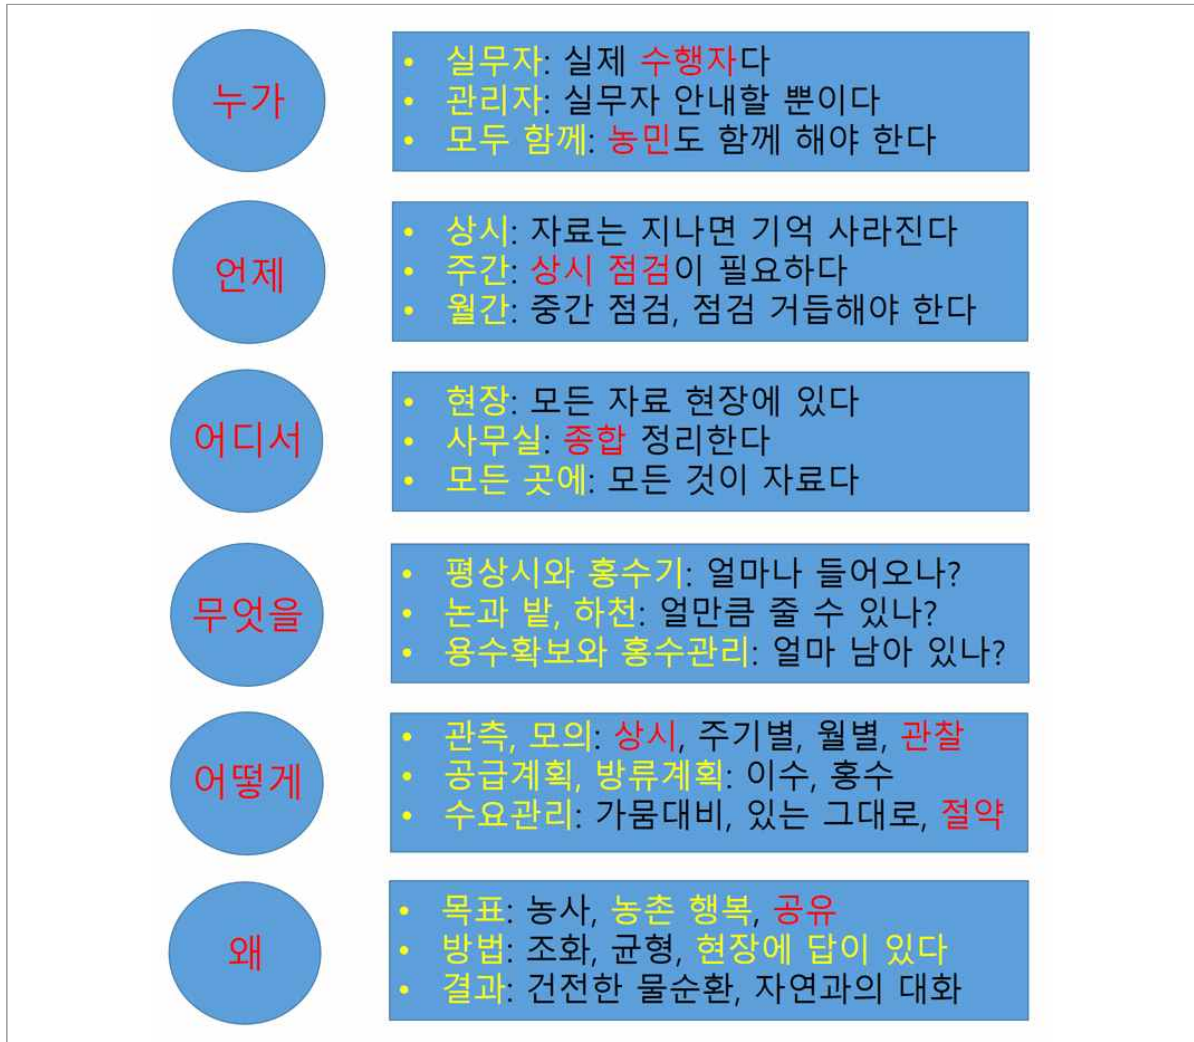 누가
• 실무자: 실제 수행자다
• 관리자: 실무자 안내할 뿐이다
• 모두 함께: 농민도 함께 해야 한다
언제
• 상시: 자료는 지나면 기억 사라진다
• 주간: 상시 점검이 필요하다
• 월간: 중간 점검, 점검 거듭해야 한다
어디서
• 현장: 모든 자료 현장에 있다
• 사무실: 종합 정리한다
• 모든 곳에: 모든 것이 자료다
무엇을
• 평상시와 홍수기: 얼마나 들어오나?
• 논과 밭, 하천: 얼만큼 줄 수 있나?
• 용수확보와 홍수관리: 얼마 남아 있나?
어떻게
• 관측, 모의: 상시, 주기별, 월별, 관찰
• 공급계획, 방류계획: 이수, 홍수
• 수요관리: 가뭄대비, 있는 그대로, 절약
왜
• 목표: 농사, 농촌 행복, 공유
• 방법: 조화, 균형, 현장에 답이 있다
• 결과: 건전한 물순환, 자연과의 대화